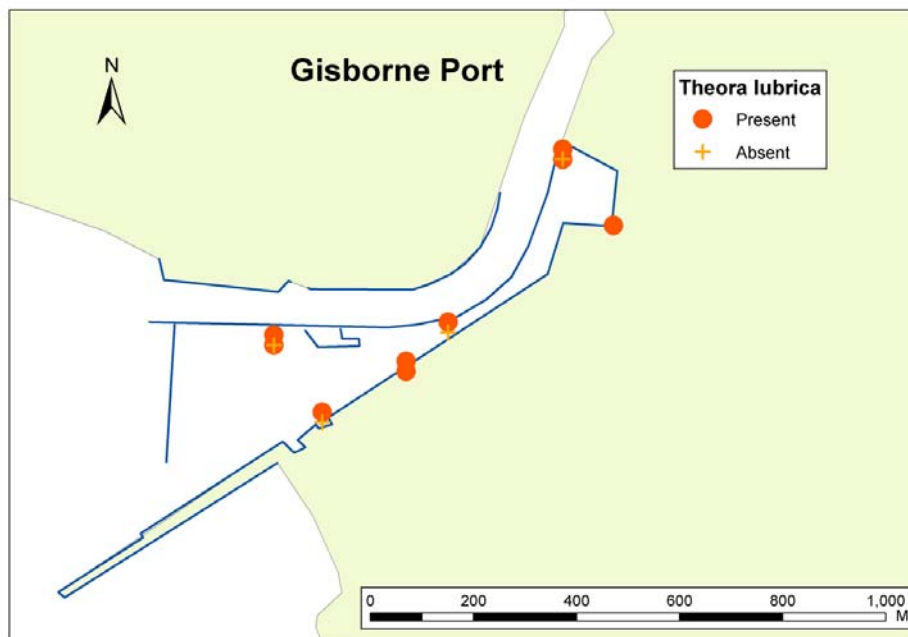 Gisborne Port
N
Theora lubrica
Present
Absent
0 200 400 600 800 1,000
M